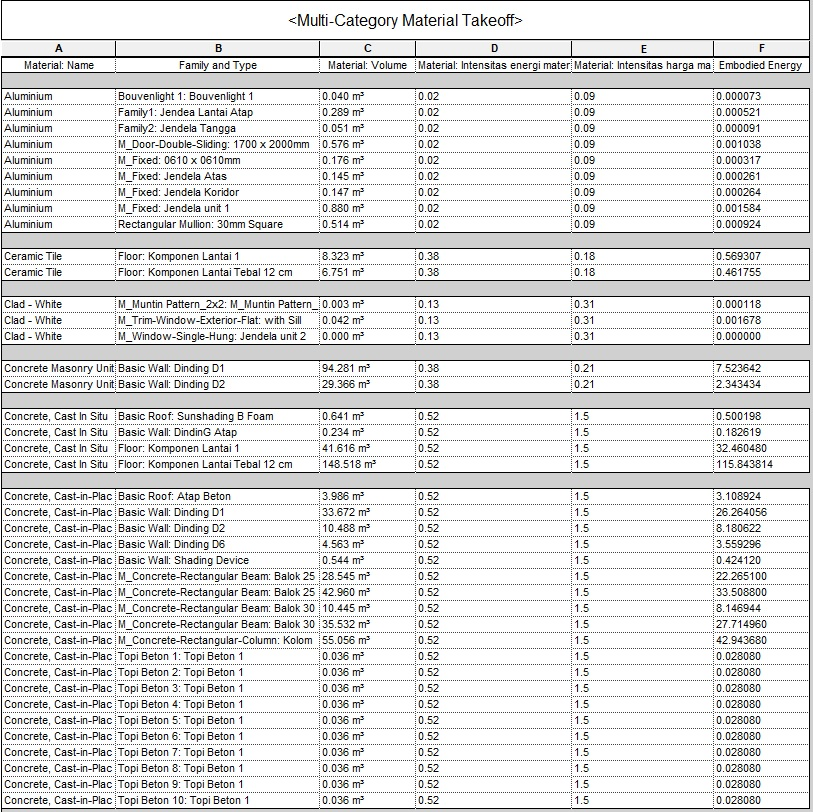 <Multi-Category Material Takeoff>
A B C D E F
Material: Name Family and Type Material: Volume Material: Intensitas energi mater Material: Intensitas harga ma Embodied Energy
Aluminium Bouvenlight 1: Bouvenlight 1 0.040 m³ 0.02 0.09 0.000073
Aluminium Family1: Jendea Lantai Atap 0.289 m³ 0.02 0.09 0.000521
Aluminium Family2: Jendela Tangga 0.051 m³ 0.02 0.09 0.000091
Aluminium M_Door-Double-Sliding: 1700 x 2000mm 0.576 m³ 0.02 0.09 0.001038
Aluminium M_Fixed: 0610 x 0610mm 0.176 m³ 0.02 0.09 0.000317
Aluminium M_Fixed: Jendela Atas 0.145 m³ 0.02 0.09 0.000261
Aluminium M_Fixed: Jendela Koridor 0.147 m³ 0.02 0.09 0.000264
Aluminium M_Fixed: Jendela unit 1 0.880 m³ 0.02 0.09 0.001584
Aluminium Rectangular Mullion: 30mm Square 0.514 m³ 0.02 0.09 0.000924
Ceramic Tile Floor: Komponen Lantai 1 8.323 m³ 0.38 0.18 0.569307
Ceramic Tile Floor: Komponen Lantai Tebal 12 cm 6.751 m³ 0.38 0.18 0.461755
Clad - White M_Muntin Pattern_2x2: M_Muntin Pattern_ 0.003 m³ 0.13 0.31 0.000118
Clad - White M_Trim-Window-Exterior-Flat: with Sill 0.042 m³ 0.13 0.31 0.001678
Clad - White M_Window-Single-Hung: Jendela unit 2 0.000 m³ 0.13 0.31 0.000000
Concrete Masonry Unit Basic Wall: Dinding D1 94.281 m³ 0.38 0.21 7.523642
Concrete Masonry Unit Basic Wall: Dinding D2 29.366 m³ 0.38 0.21 2.343434
Concrete, Cast In Situ Basic Roof: Sunshading B Foam 0.641 m³ 0.52 1.5 0.500198
Concrete, Cast In Situ Basic Wall: DindinG Atap 0.234 m³ 0.52 1.5 0.182619
Concrete, Cast In Situ Floor: Komponen Lantai 1 41.616 m³ 0.52 1.5 32.460480
Concrete, Cast In Situ Floor: Komponen Lantai Tebal 12 cm 148.518 m³ 0.52 1.5 115.843814
Concrete, Cast-in-Plac Basic Roof: Atap Beton 3.986 m³ 0.52 1.5 3.108924
Concrete, Cast-in-Plac Basic Wall: Dinding D1 33.672 m³ 0.52 1.5 26.264056
Concrete, Cast-in-Plac Basic Wall: Dinding D2 10.488 m³ 0.52 1.5 8.180622
Concrete, Cast-in-Plac Basic Wall: Dinding D6 4.563 m³ 0.52 1.5 3.559296
Concrete, Cast-in-Plac Basic Wall: Shading Device 0.544 m³ 0.52 1.5 0.424120
Concrete, Cast-in-Plac M_Concrete-Rectangular Beam: Balok 25 28.545 m³ 0.52 1.5 22.265100
Concrete, Cast-in-Plac M_Concrete-Rectangular Beam: Balok 25 42.960 m³ 0.52 1.5 33.508800
Concrete, Cast-in-Plac M_Concrete-Rectangular Beam: Balok 30 10.445 m³ 0.52 1.5 8.146944
Concrete, Cast-in-Plac M_Concrete-Rectangular Beam: Balok 30 35.532 m³ 0.52 1.5 27.714960
Concrete, Cast-in-Plac M_Concrete-Rectangular-Column: Kolom 55.056 m³ 0.52 1.5 42.943680
Concrete, Cast-in-Plac Topi Beton 1: Topi Beton 1 0.036 m³ 0.52 1.5 0.028080
Concrete, Cast-in-Plac Topi Beton 2: Topi Beton 1 0.036 m³ 0.52 1.5 0.028080
Concrete, Cast-in-Plac Topi Beton 3: Topi Beton 1 0.036 m³ 0.52 1.5 0.028080
Concrete, Cast-in-Plac Topi Beton 4: Topi Beton 1 0.036 m³ 0.52 1.5 0.028080
Concrete, Cast-in-Plac Topi Beton 5: Topi Beton 1 0.036 m³ 0.52 1.5 0.028080
Concrete, Cast-in-Plac Topi Beton 6: Topi Beton 1 0.036 m³ 0.52 1.5 0.028080
Concrete, Cast-in-Plac Topi Beton 7: Topi Beton 1 0.036 m³ 0.52 1.5 0.028080
Concrete, Cast-in-Plac Topi Beton 8: Topi Beton 1 0.036 m³ 0.52 1.5 0.028080
Concrete, Cast-in-Plac Topi Beton 9: Topi Beton 1 0.036 m³ 0.52 1.5 0.028080
Concrete, Cast-in-Plac Topi Beton 10: Topi Beton 1 0.036 m³ 0.52 1.5 0.028080